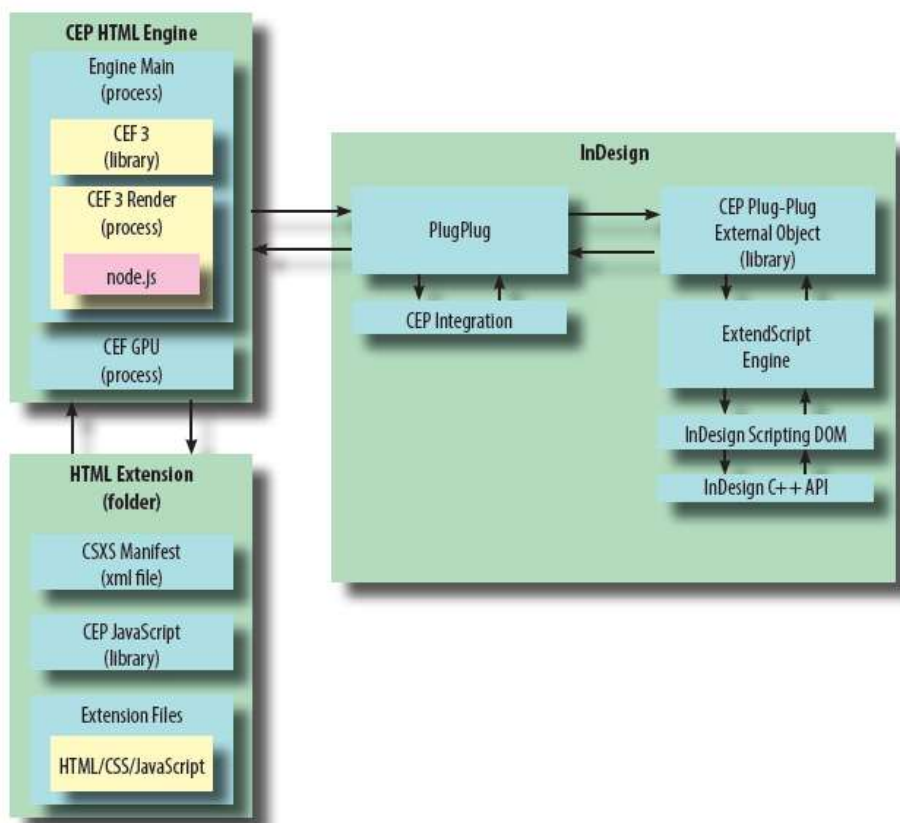 CEP HTML Engine
Engine Main
(process)
CEF 3
(library)
CEF 3 Render
(process)
node.js
CEF GPU
(process)
HTML Extension
(folder)
CSXS Manifest
(xml file)
CEP JavaScript
(library)
Extension Files
HTML/CSS/JavaScript
InDesign
PlugPlug
CEP Integration
CEP Plug-Plug
External Object
(library)
ExtendScript
Engine
InDesign Scripting DOM
InDesign C++ API